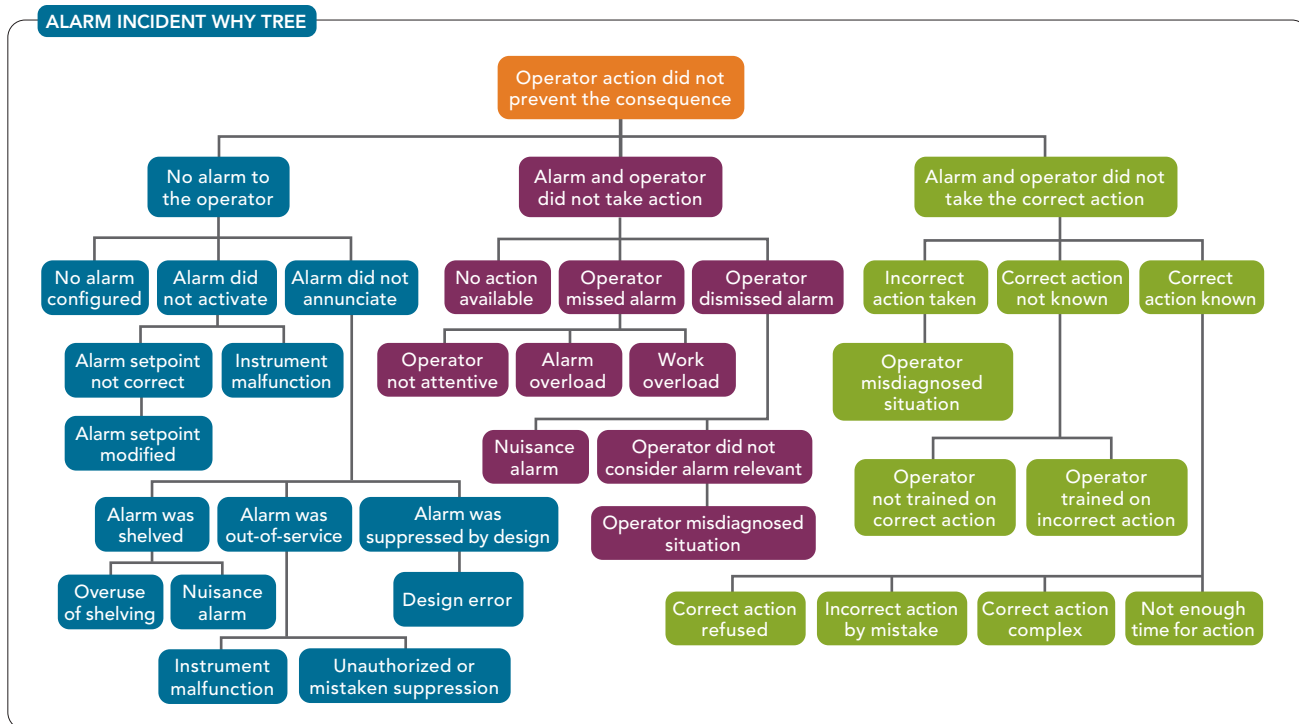 ALARM INCIDENT WHY TREE
Operator action did not
prevent the consequence
No alarm to
the operator
Alarm and operator
did not take action
Alarm and operator did not
take the correct action
No alarm
configured
Alarm did
not activate
Alarm did not
annunciate
No action
available
Operator
missed alarm
Operator
dismissed alarm
Incorrect
action taken
Correct action
not known
Correct
action known
Alarm setpoint
not correct
Instrument
malfunction
Operator
not attentive
Alarm
overload
Work
overload
Operator
misdiagnosed
situation
Alarm setpoint
modified
Nuisance
alarm
Operator did not
consider alarm relevant
Operator
not trained on
correct action
Operator
trained on
incorrect action
Alarm was
shelved
Alarm was
out-of-service
Alarm was
suppressed by design
Operator misdiagnosed
situation
Overuse
of shelving
Nuisance
alarm
Design error
Correct action
refused
Incorrect action
by mistake
Correct action
complex
Not enough
time for action
Instrument
malfunction
Unauthorized or
mistaken suppression